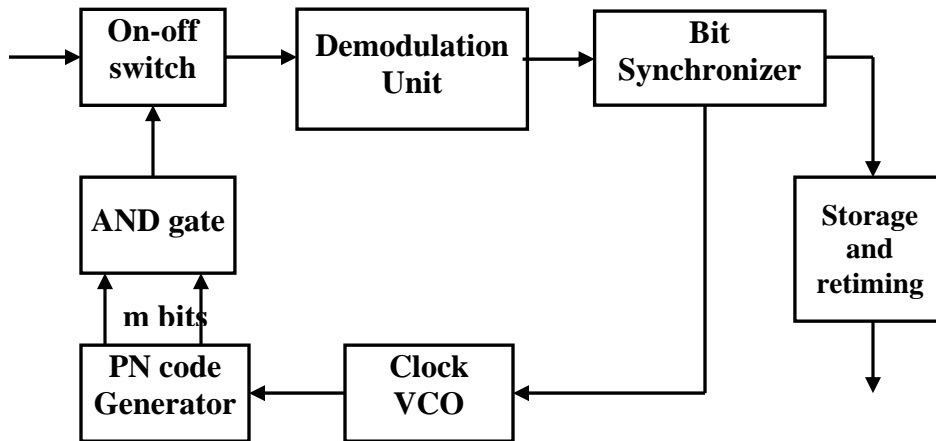 On-off
switch
Demodulation
Unit
Bit
Synchronizer
AND gate
Storage
and
retiming
m bits
PN code
Generator
Clock
VCO